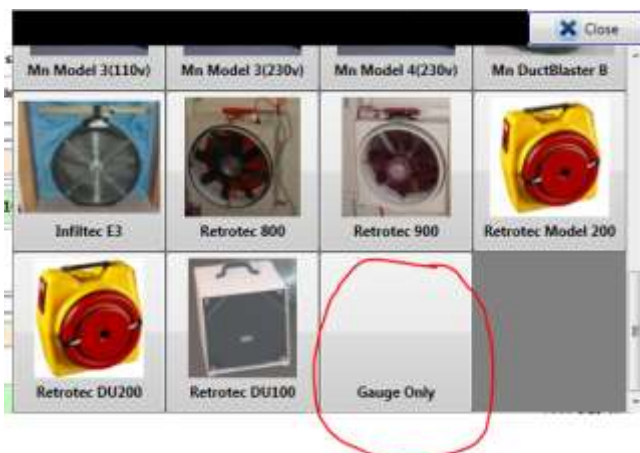 Close
Mn Model 3(110v)
Mn Model 3(230v)
Mn Model 4(230v)
Mn DuctBlaster B
Infiltec E3
Retrotec 800
Retrotec 900
Retrotec Model 200
Retrotec DU200
Retrotec DU100
Gauge Only